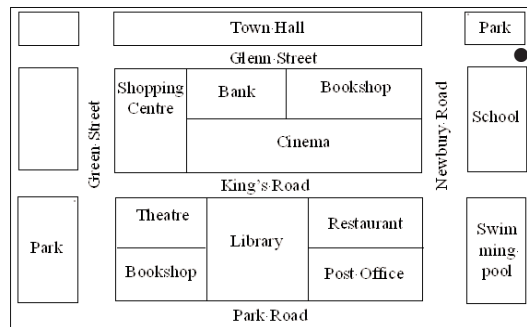 Town Hall
Park
Glenn Street
Shopping
Centre
Bank
Bookshop
Cinema
School
Green Street
Newbury Road
King's Road
Park
Theatre
Bookshop
Library
Restaurant
Post Office
Swim
ming
pool
Park Road